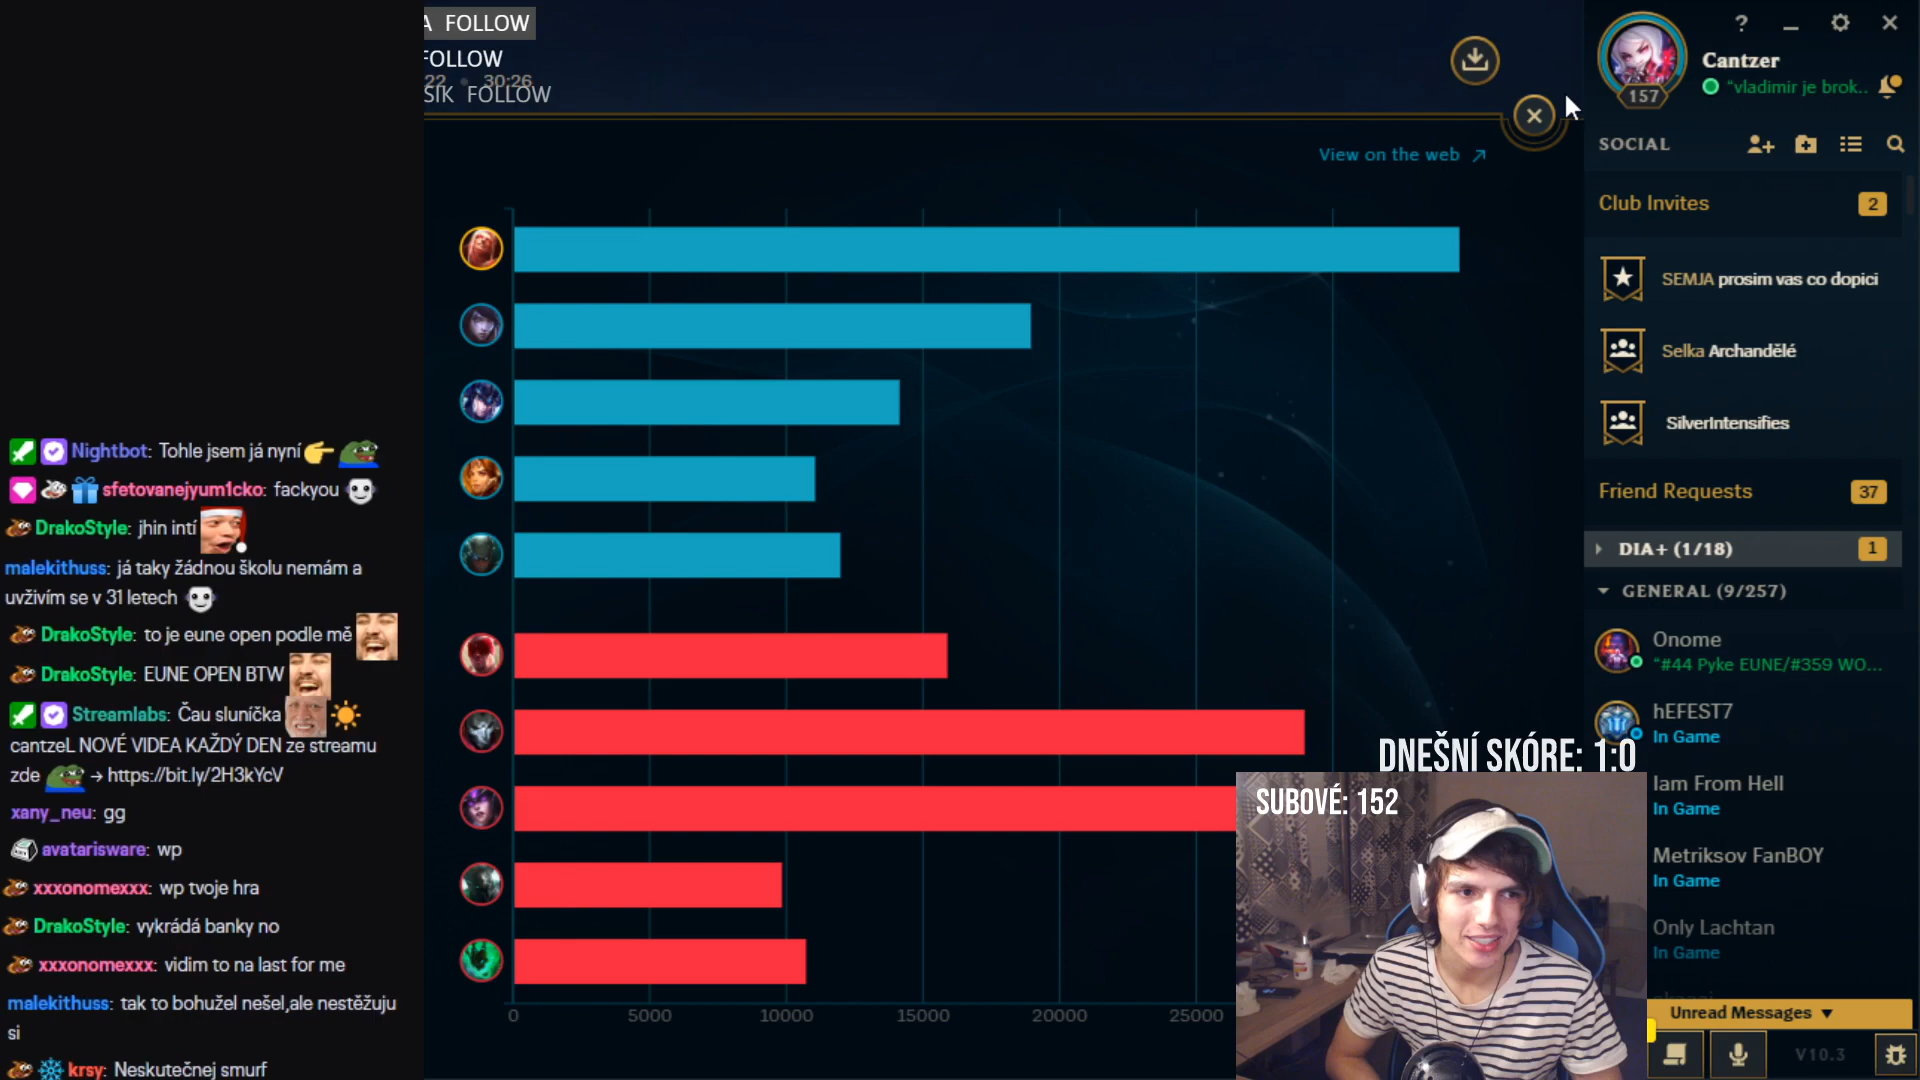 A FOLLOW
FOLLOW
22 • 30:26
SIK FOLLOW
View on the web
0
5000
10000
15000
20000
25000
Nightbot: Tohle jsem já nyní
sfetovanejyum1cko: fackyou
DrakoStyle: jhin intí
malekithuss: já taky žádnou školu nemám a
uvživím se v 31 letech
DrakoStyle: to je eune open podle mě
DrakoStyle: EUNE OPEN BTW
Streamlabs: Čau sluníčka
cantzeL NOVÉ VIDEA KAŽDÝ DEN ze streamu
zde → https://bit.ly/2H3kYcV
xany_neu: gg
avatarisware: wp
xxxonomexxx: wp tvoje hra
DrakoStyle: vykrádá banky no
xxxonomexxx: vidim to na last for me
malekithuss: tak to bohužel nešel,ale nestěžuju
si
krsy: Neskutečnej smurf
DNEŠNÍ SKÓRE: 1:0
SUBOVÉ: 152
?
Cantzer
"vladimir je brok..
157
SOCIAL
Club Invites
2
SEMJA prosim vas co dopici
Selka Archandělé
SilverIntensifies
Friend Requests
37
DIA+ (1/18)
1
GENERAL (9/257)
Onome
"#44 Pyke EUNE/#359 WO...
hEFEST7
In Game
Iam From Hell
In Game
Metriksov FanBOY
In Game
Only Lachtan
In Game
Unread Messages
V10.3